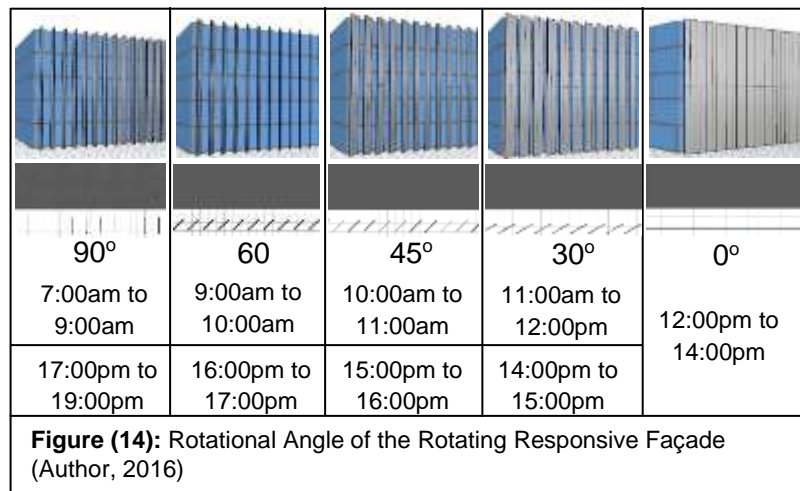 90o
60
45o
30o
0o
7:00am to
9:00am
9:00am to
10:00am
10:00am to
11:00am
11:00am to
12:00pm
12:00pm to
14:00pm
17:00pm to
19:00pm
16:00pm to
17:00pm
15:00pm to
16:00pm
14:00pm to
15:00pm
Figure (14): Rotational Angle of the Rotating Responsive Façade
(Author, 2016)